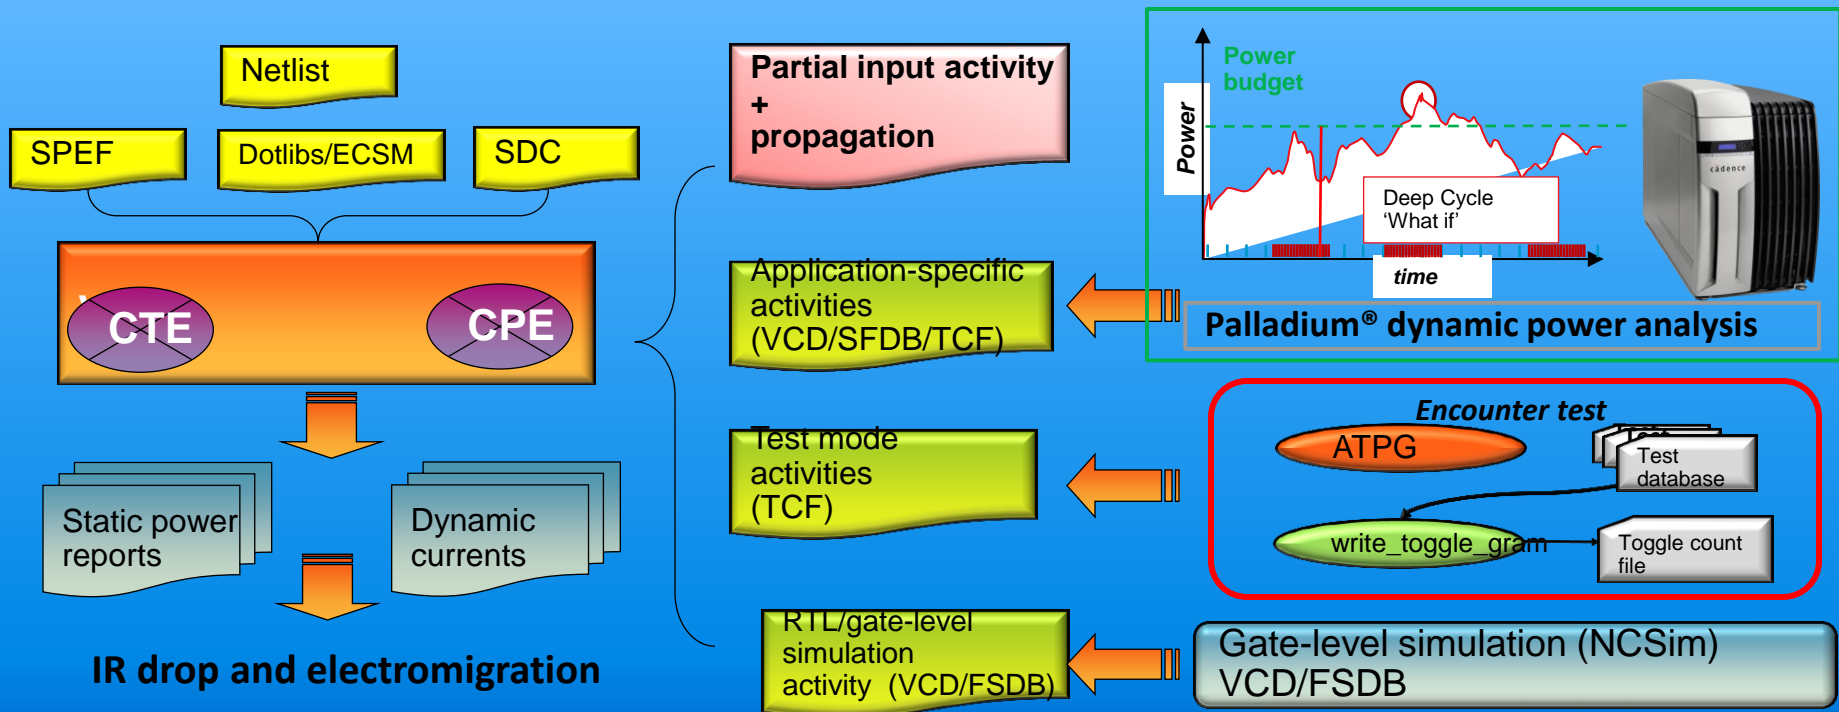 Netlist
SPEF
Dotlibs/ECSM
SDC
CTE
CPE
Static power
reports
Dynamic
currents
IR drop and electromigration
Partial input activity
+
propagation
Application-specific
activities
(VCD/SFDB/TCF)
Test mode
activities
(TCF)
RTL/gate-level
simulation
activity (VCD/FSDB)
Power
budget
Power
Deep Cycle
‘What if’
time
cādence
Palladium® dynamic power analysis
Encounter test
ATPG
Test
database
write_toggle_gram
Toggle count
file
Gate-level simulation (NCSim)
VCD/FSDB